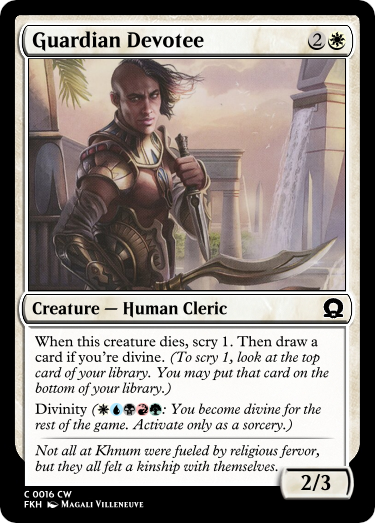 Guardian Devotee 2
Creature — Human Cleric
When this creature dies, scry 1. Then draw a
card if you're divine. (To scry 1, look at the top
card of your library. You may put that card on the
bottom of your library.)
Divinity (: You become divine for the
rest of the game. Activate only as a sorcery.)
Not all at Khnum were fueled by religious fervor,
but they all felt a kinship with themselves.
2/3
C 0016 CW
FKH Magali Villeneuve